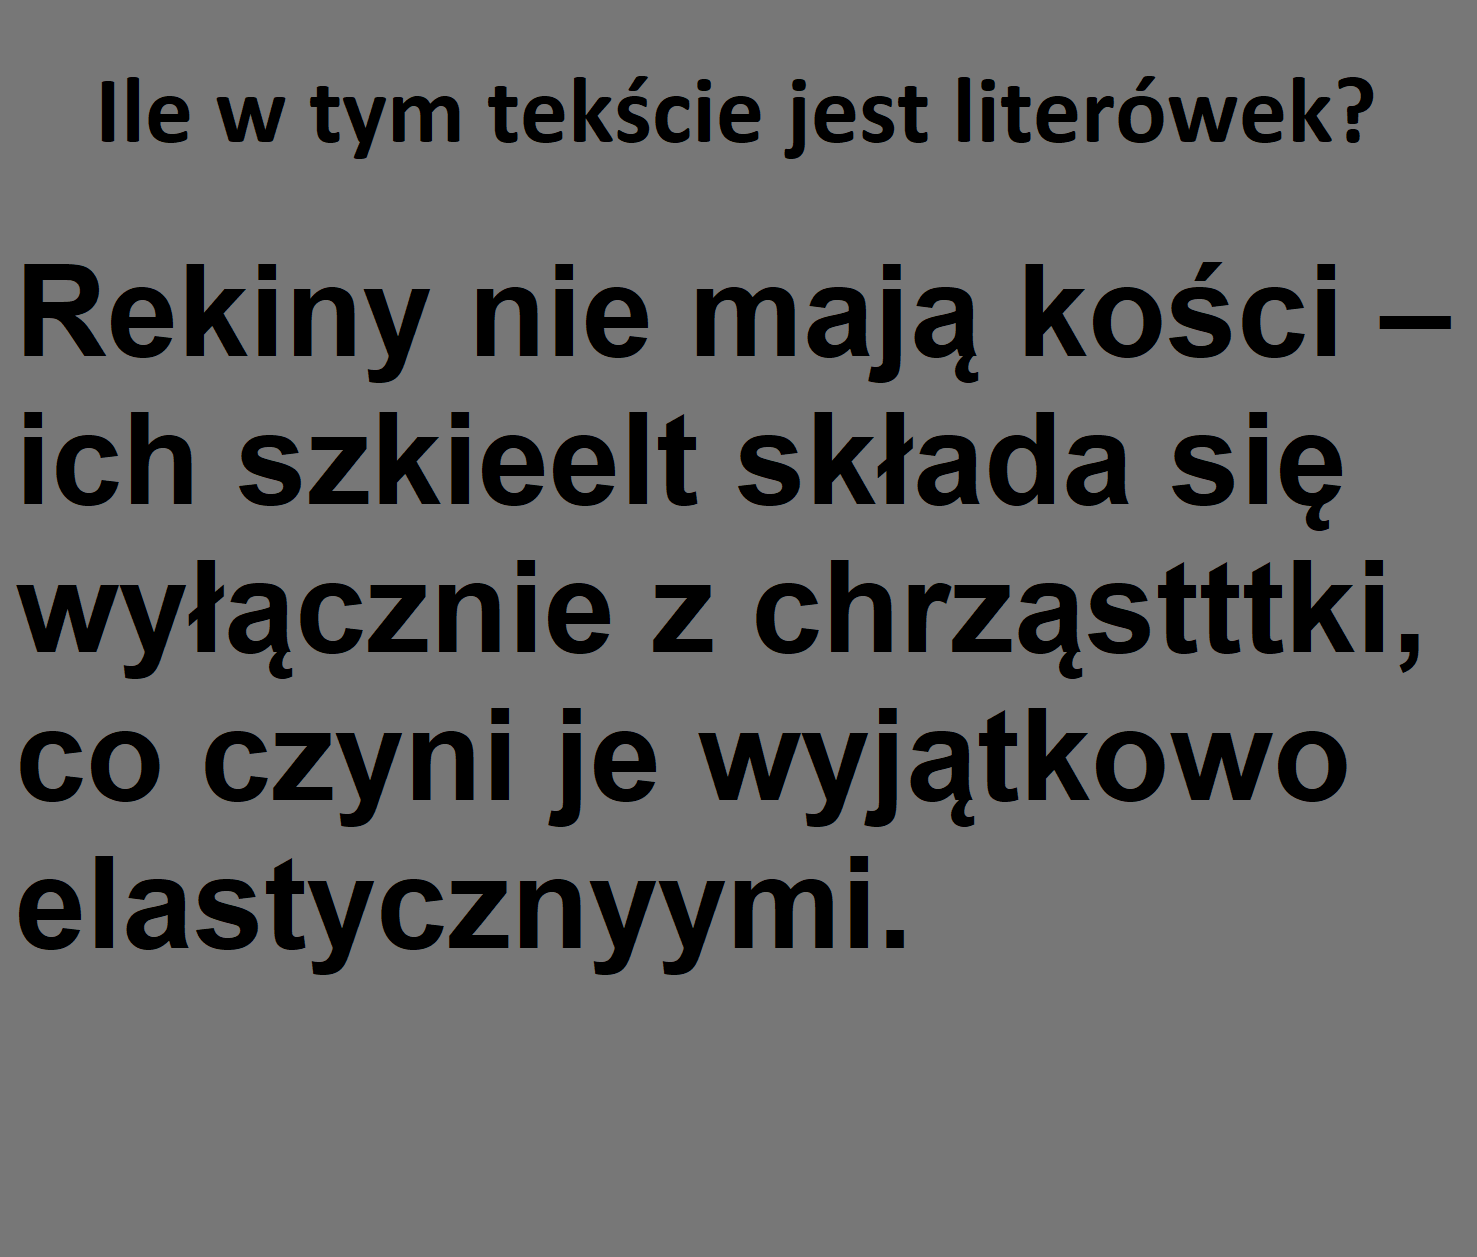 Ile w tym tekście jest literówek?
Rekiny nie mają kości –
ich szkieelt składa się
wyłącznie z chrząstttki,
co czyni je wyjątkowo
elastycznyymi.